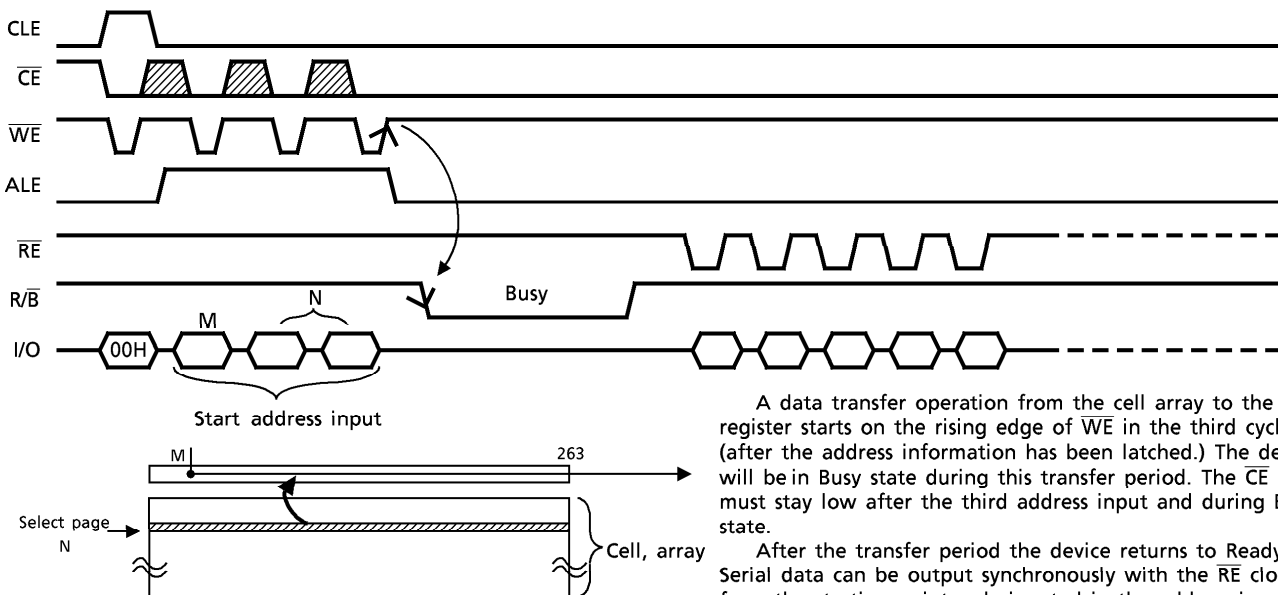 CLE
CE
WE
ALE
RE
R/B
Busy
N
M
I/O
00H
Start address input
M
263
Select page
N
Cell, array
A data transfer operation from the cell array to the
register starts on the rising edge of WE in the third
(after the address information has been latched.) The
will be in Busy state during this transfer period. The CE
must stay low after the third address input and during
state.
After the transfer period the device returns to Ready
Serial data can be output synchronously with the RE